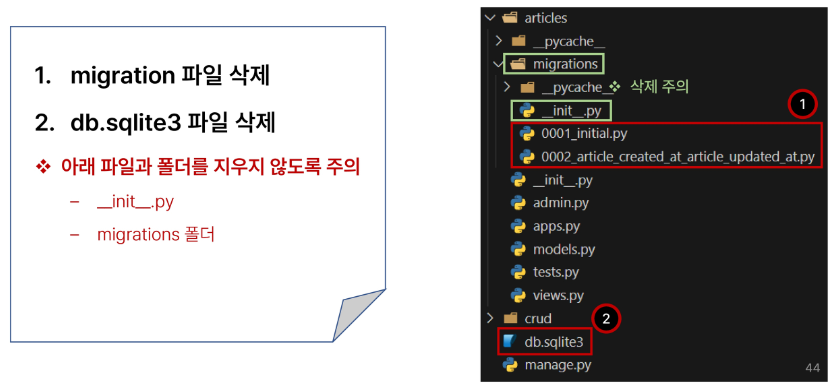 1. migration 파일 삭제
2. db.sqlite3 파일 삭제
❖ 아래 파일과 폴더를 지우지 않도록 주의
– __init__.py
– migrations 폴더
articles
__pycache__
migrations
__pycache__ ❖ 삭제 주의
__init__.py
1
0001_initial.py
0002_article_created_at_article_updated_at.py
__init__.py
admin.py
apps.py
models.py
tests.py
views.py
crud
2
db.sqlite3
manage.py
44